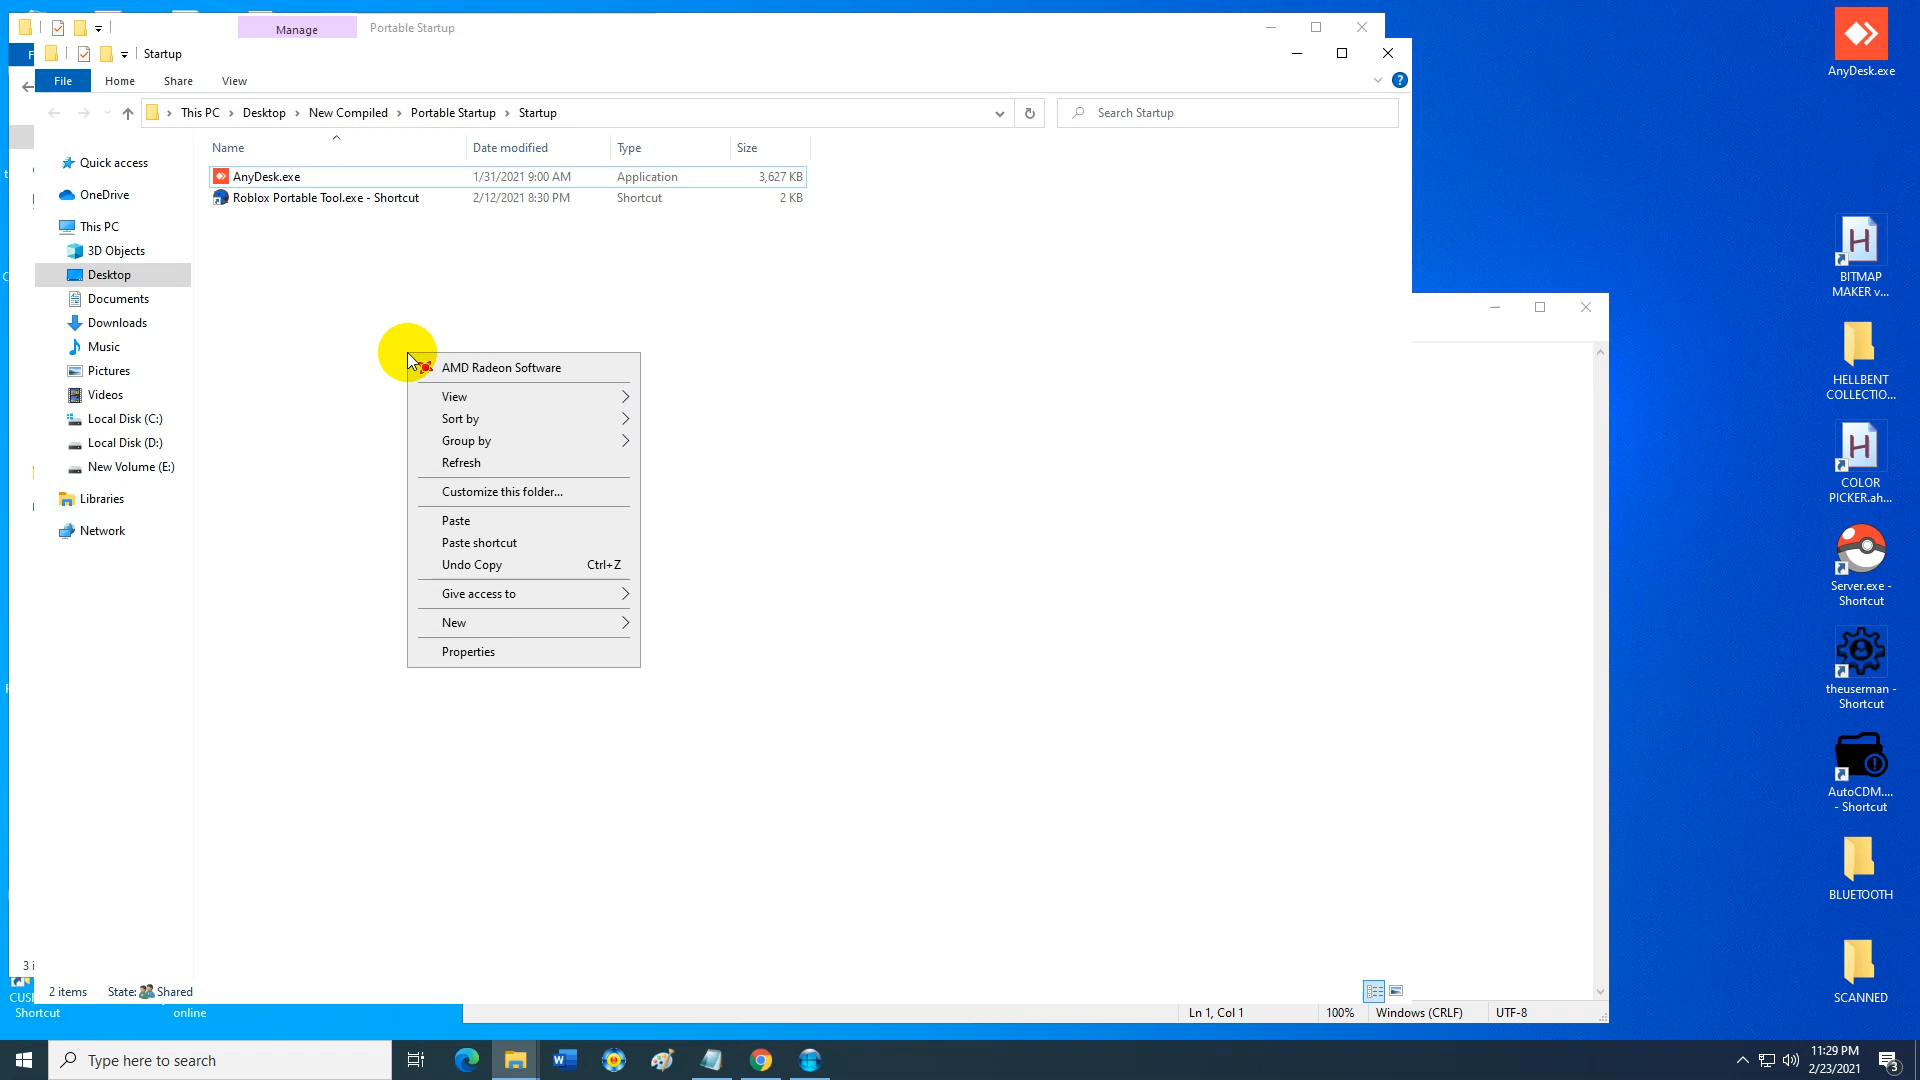 Manage
Portable Startup
Startup
File
Home
Share
View
This PC
Desktop
New Compiled
Portable Startup
Startup
Search Startup
Name
Date modified
Type
Size
AnyDesk.exe
1/31/2021 9:00 AM
Application
3,627 KB
Roblox Portable Tool.exe - Shortcut
2/12/2021 8:30 PM
Shortcut
2 KB
Quick access
OneDrive
This PC
3D Objects
Desktop
Documents
Downloads
Music
Pictures
Videos
Local Disk (C:)
Local Disk (D:)
New Volume (E:)
Libraries
Network
AMD Radeon Software
View
Sort by
Group by
Refresh
Customize this folder...
Paste
Paste shortcut
Undo Copy
Ctrl+Z
Give access to
New
Properties
2 items
State:
Shared
Shortcut
online
Ln 1, Col 1
100%
Windows (CRLF)
UTF-8
AnyDesk.exe
BITMAP
MAKER v...
HELLBENT
COLLECTIO...
COLOR
PICKER.ah...
Server.exe -
Shortcut
theuserman -
Shortcut
AutoCDM....
- Shortcut
BLUETOOTH
SCANNED
Type here to search
11:29 PM
2/23/2021
3